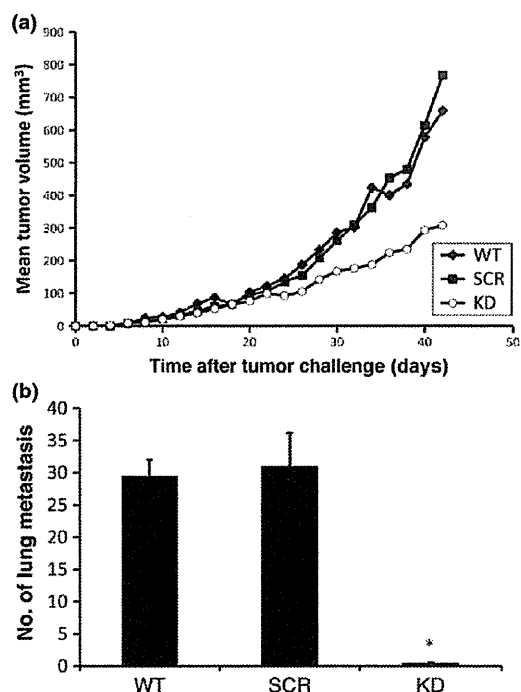 (a)
Mean tumor volume (mm³)
900
800
700
600
500
400
300
200
100
0
0 10 20 30 40 50
WT
SCR
KD
Time after tumor challenge (days)
(b)
No. of lung metastasis
40
35
30
25
20
15
10
5
0
*
WT SCR KD